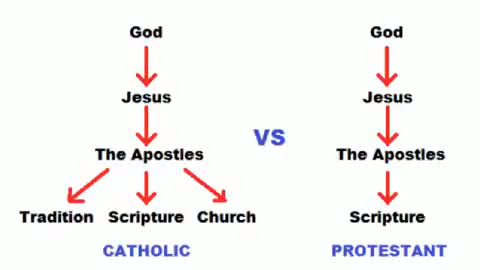 God
Jesus
The Apostles
Tradition Scripture Church
CATHOLIC
VS
God
Jesus
The Apostles
Scripture
PROTESTANT